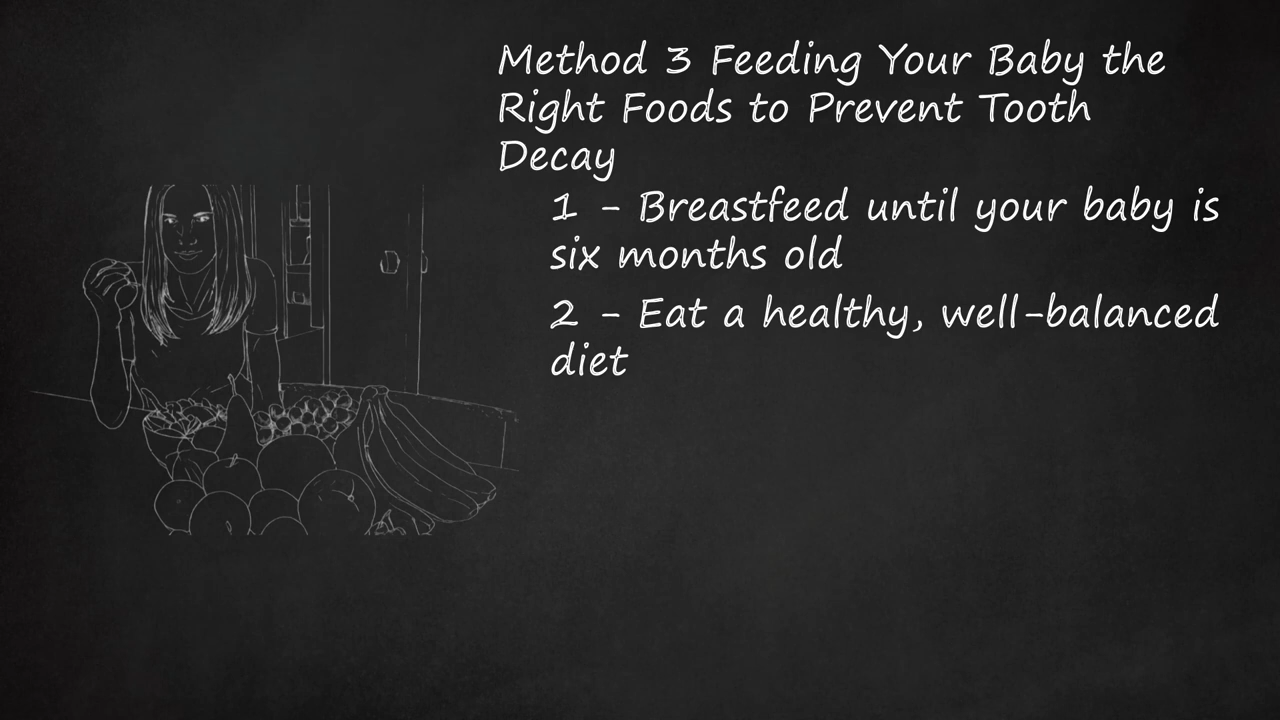 Method 3 Feeding Your Baby the
Right Foods to Prevent Tooth
Decay
1 - Breastfeed until your baby is
six months old
2 - Eat a healthy, well-balanced
diet